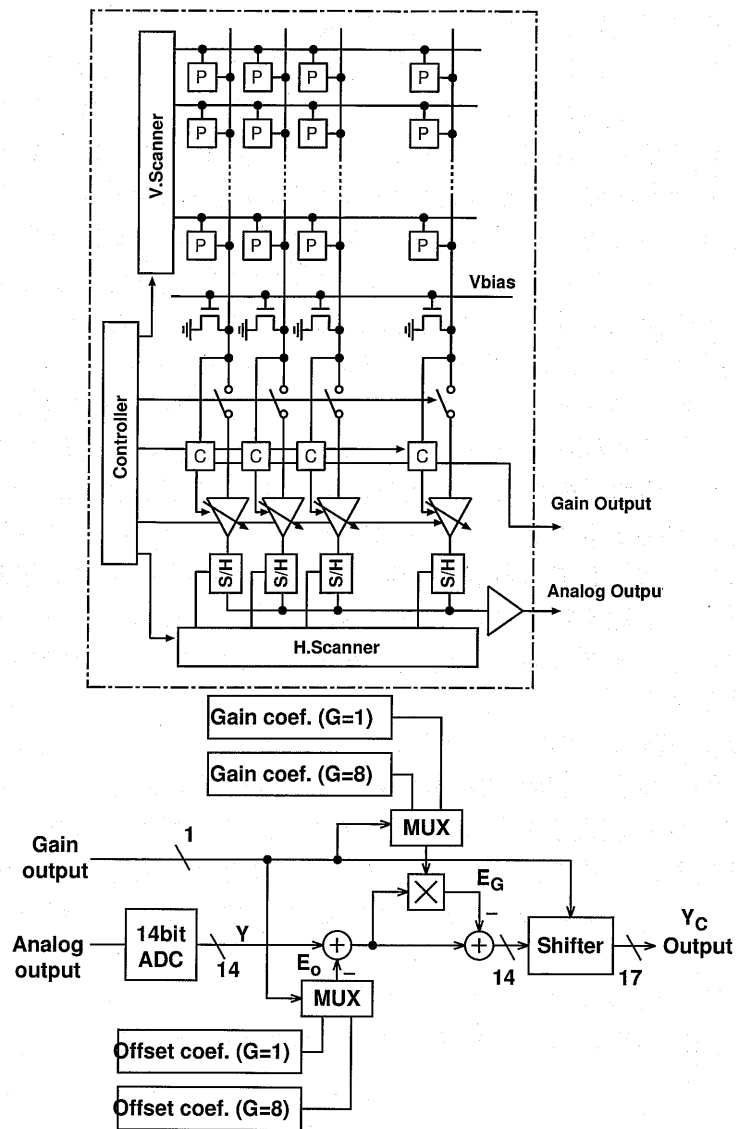 V.Scanner
P P P P
P P P P
P P P P
Vbias
Controller
C C C C
Gain Output
S/H S/H S/H S/H
Analog Outpu
H.Scanner
Gain coef. (G=1)
Gain coef. (G=8)
MUX
Gain
output
1
E_G
−
14bit
ADC
Analog
output
14
Y
+
E_o
−
+
14
Shifter
17
Y_C
Output
MUX
Offset coef. (G=1)
Offset coef. (G=8)